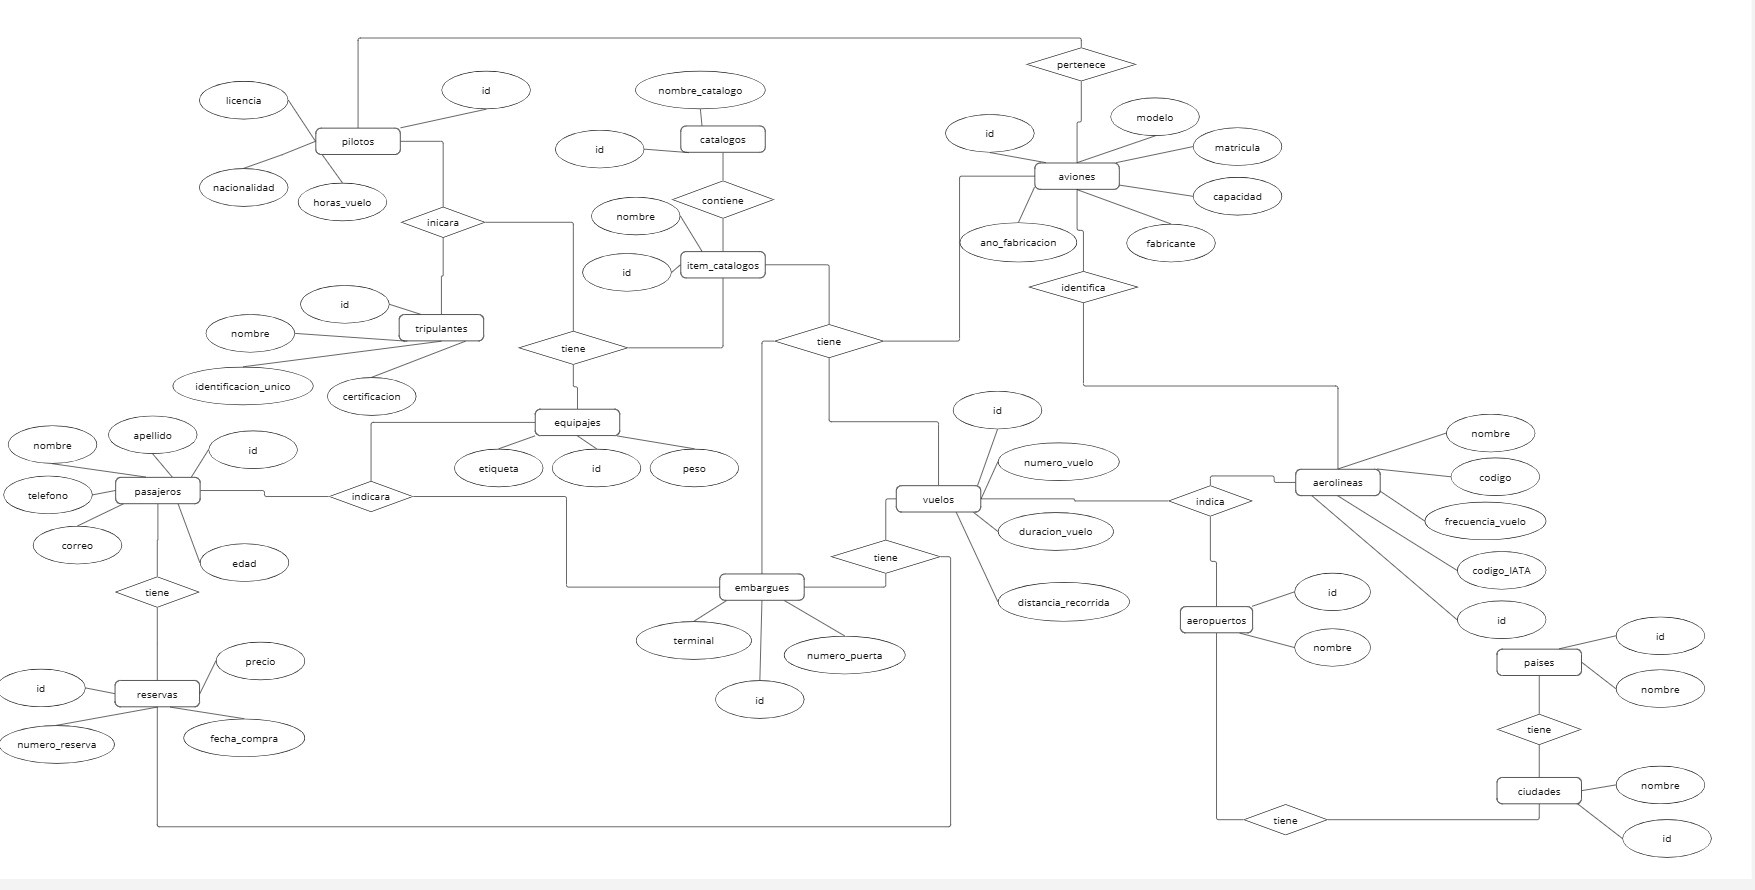 pertenece
licencia
id
nombre_catalogo
modelo
id
matricula
pilotos
catalogos
id
aviones
nacionalidad
horas_vuelo
contiene
capacidad
nombre
inicara
ano_fabricacion
fabricante
item_catalogos
id
identifica
id
tripulantes
nombre
tiene
tiene
identificacion_unico
certificacion
id
equipajes
nombre
apellido
id
nombre
numero_vuelo
etiqueta
id
peso
telefono
pasajeros
indicara
vuelos
indica
aerolineas
codigo
frecuencia_vuelo
duracion_vuelo
correo
edad
tiene
codigo_IATA
tiene
embargues
id
distancia_recorrida
aeropuertos
id
terminal
numero_puerta
nombre
id
paises
precio
nombre
id
reservas
id
numero_reserva
fecha_compra
tiene
ciudades
nombre
tiene
id